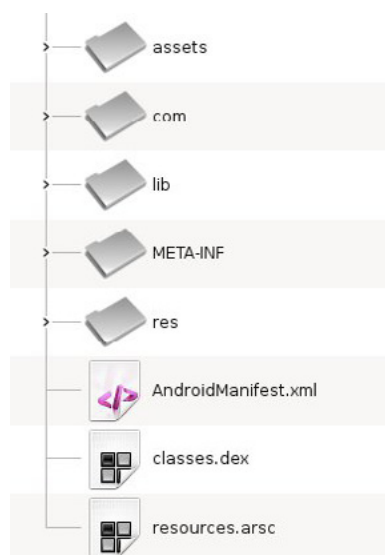 assets
com
lib
META-INF
res
AndroidManifest.xml
classes.dex
resources.arsc